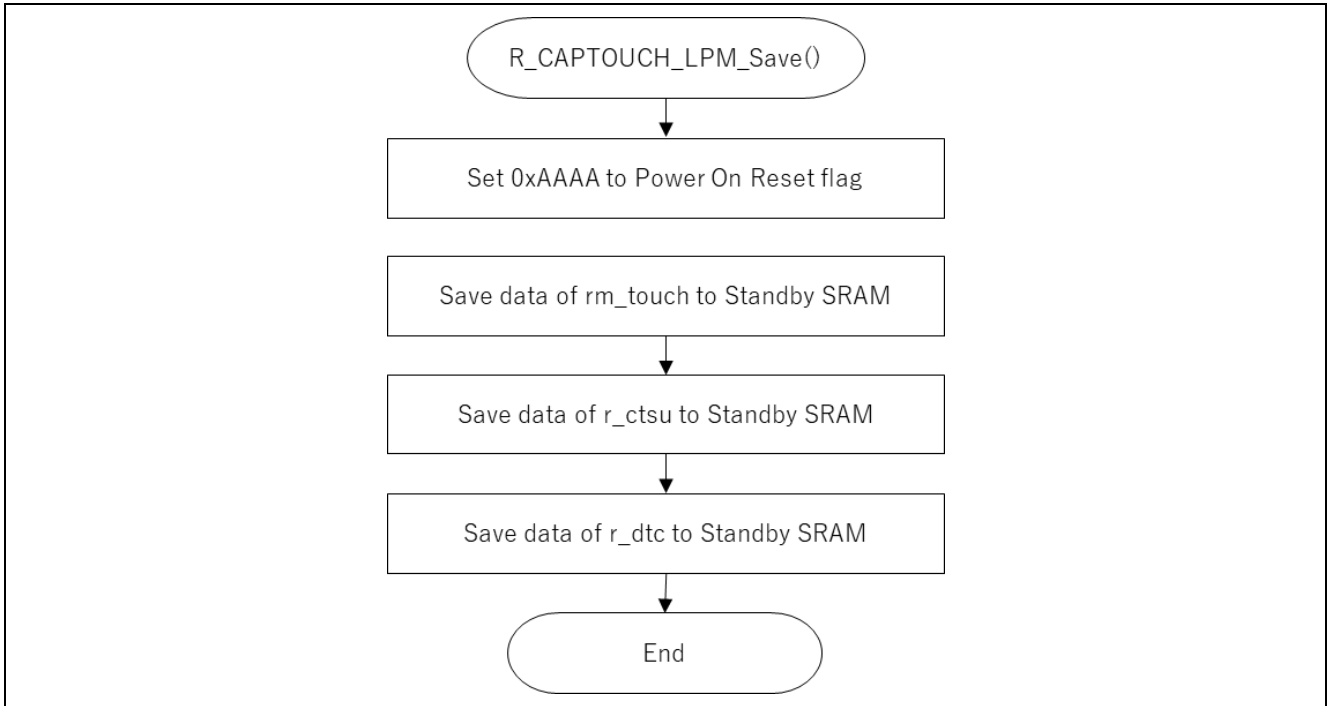 R_CAPTOUCH_LPM_Save()
Set 0xAAAA to Power On Reset flag
Save data of rm_touch to Standby SRAM
Save data of r_ctsu to Standby SRAM
Save data of r_dtc to Standby SRAM
End